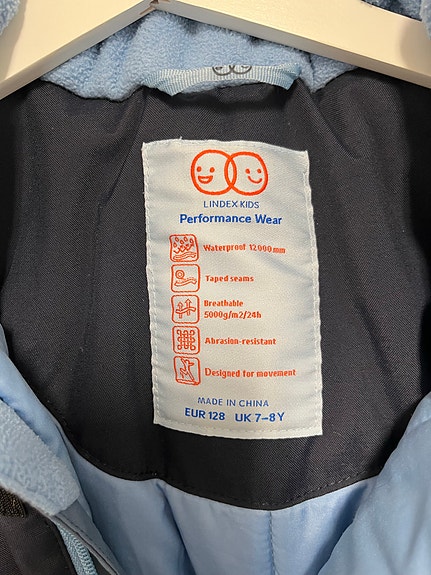 LINDEX KIDS
Performance Wear
Waterproof 12000mm
Taped seams
Breathable
5000g/m2/24h
Abrasion-resistant
Designed for movement
MADE IN CHINA
EUR 128 UK 7-8Y